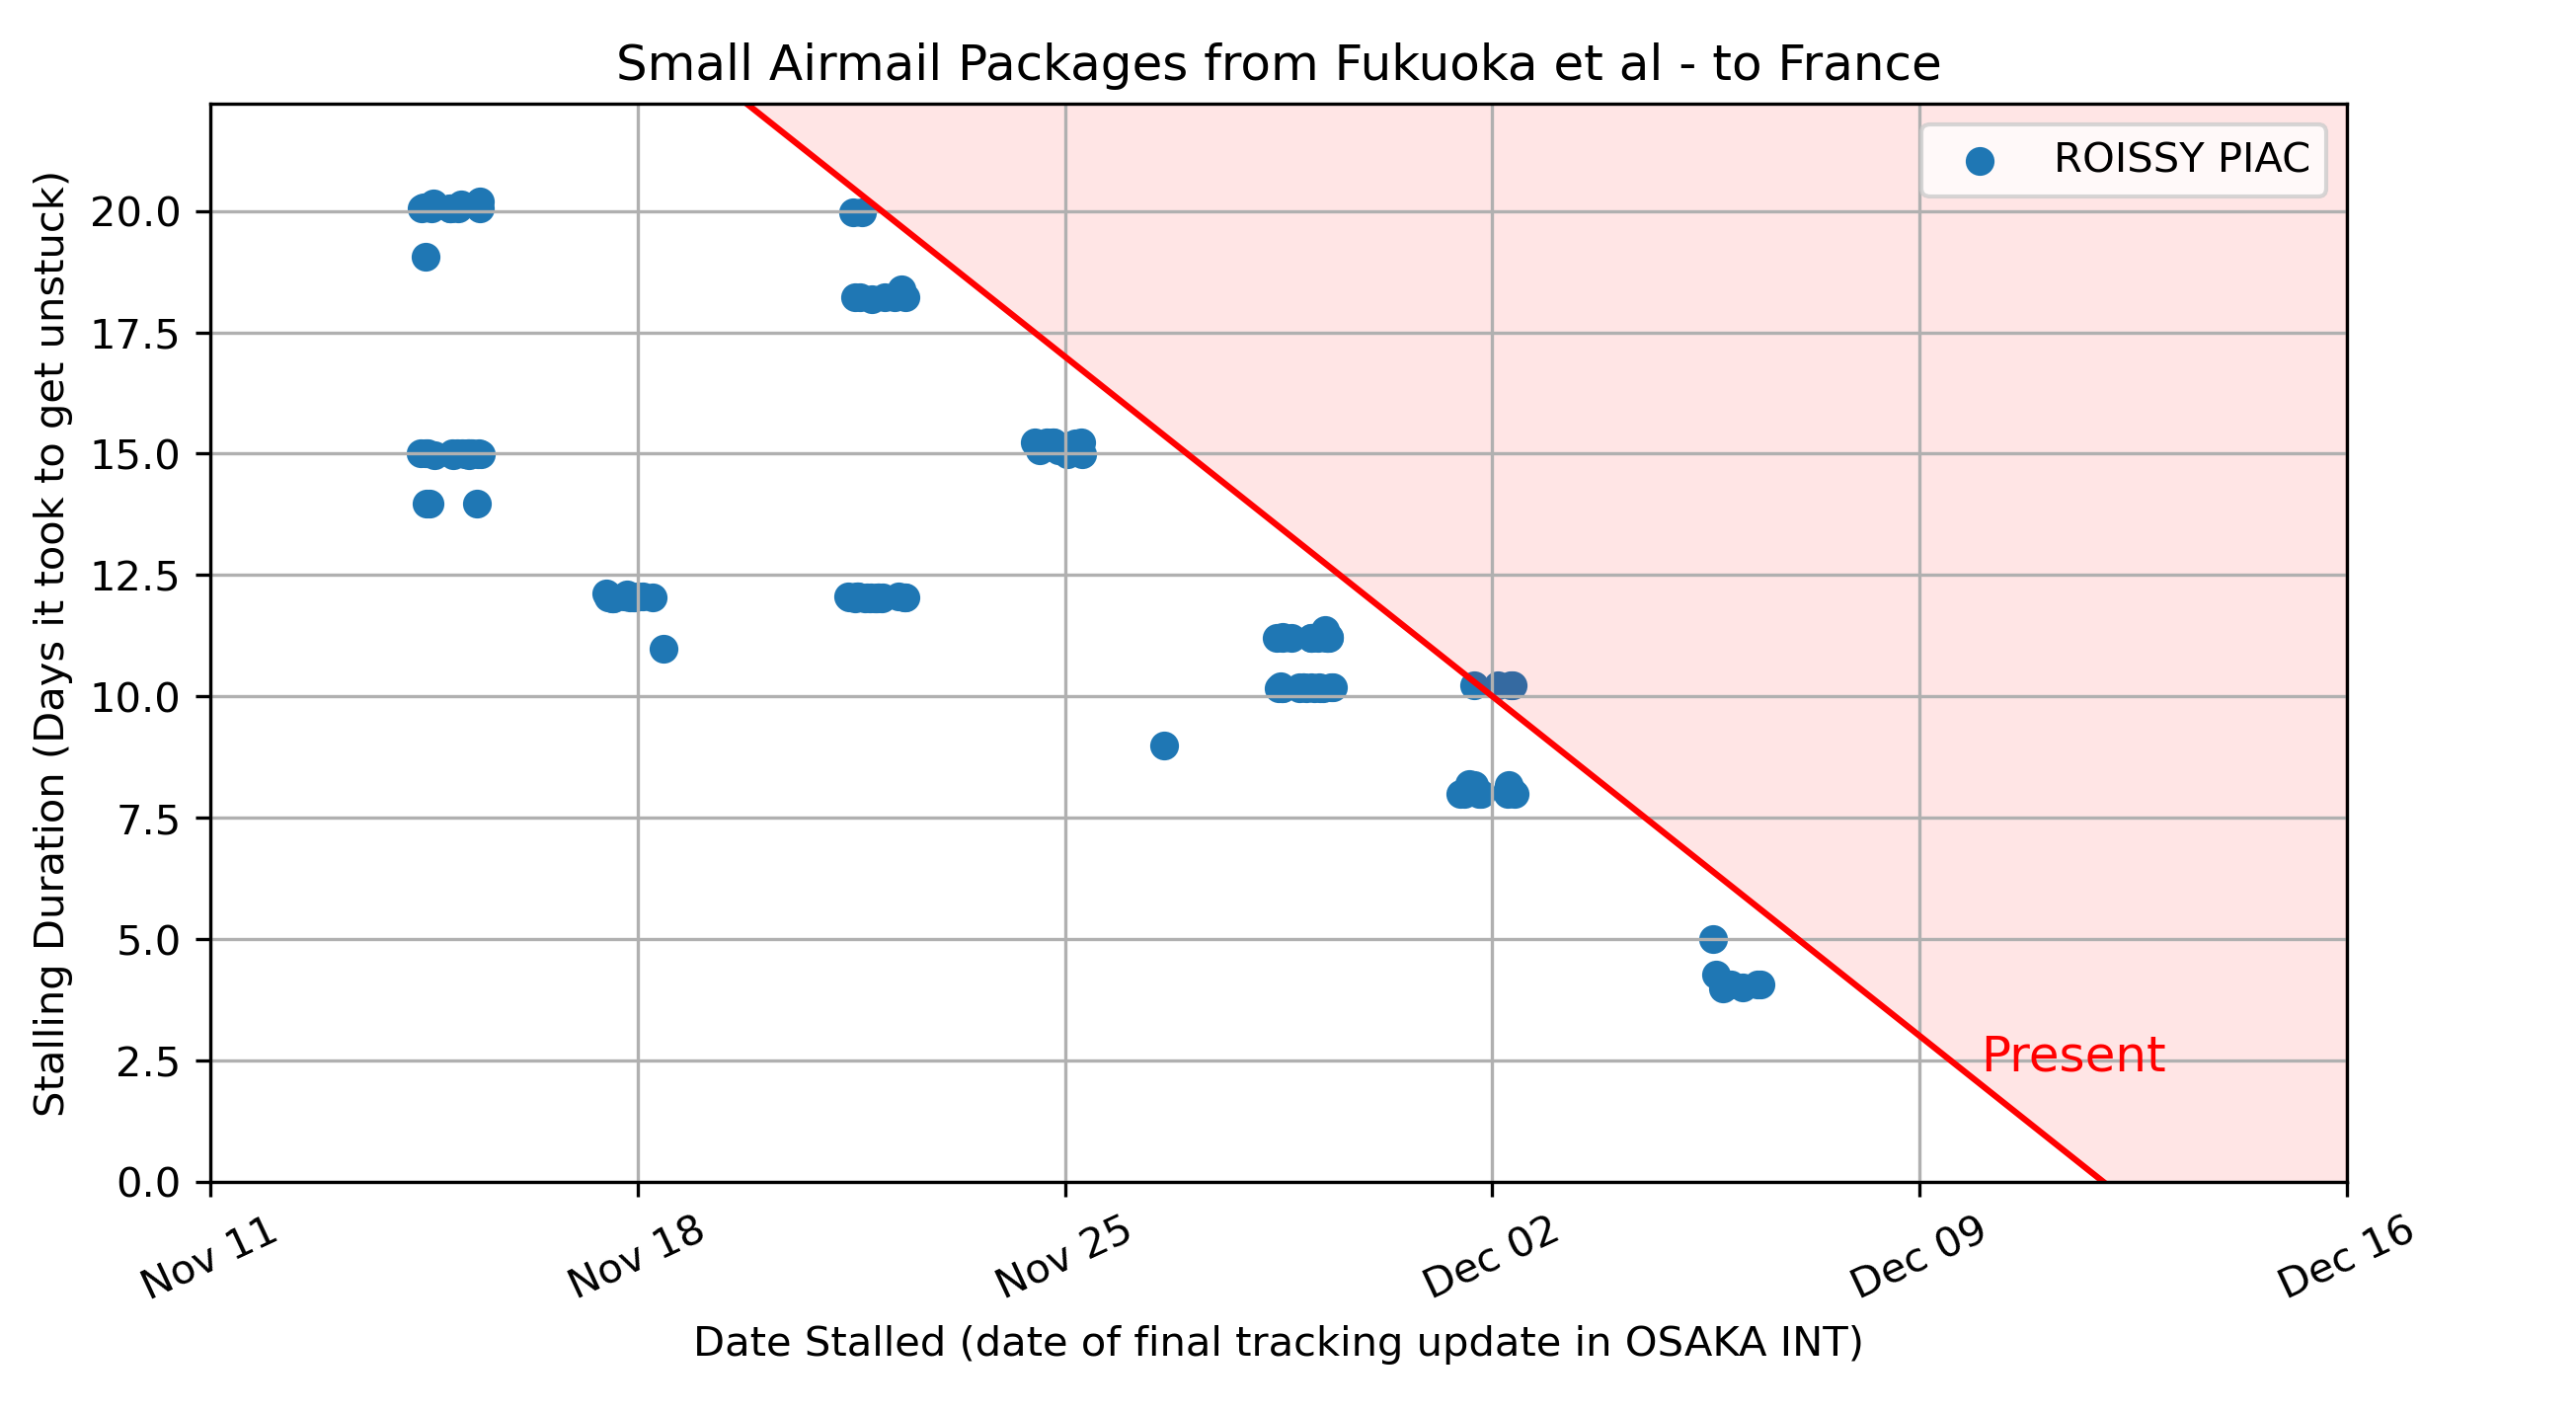 Small Airmail Packages from Fukuoka et al - to France
ROISSY PIAC
Stalling Duration (Days it took to get unstuck)
20.0
17.5
15.0
12.5
10.0
7.5
5.0
2.5
0.0
Present
Nov 11
Nov 18
Nov 25
Dec 02
Dec 09
Dec 16
Date Stalled (date of final tracking update in OSAKA INT)